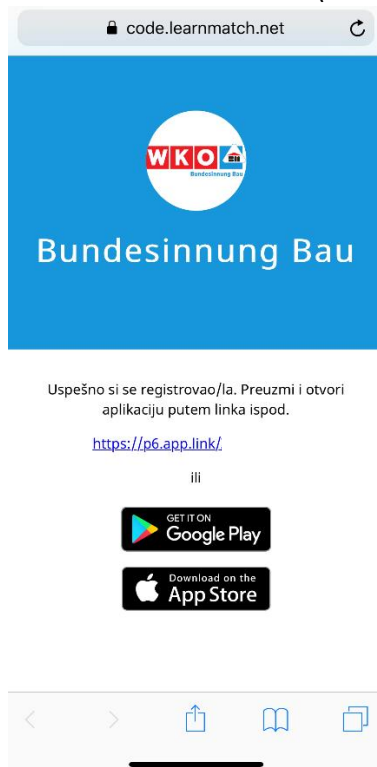 code.learnmatch.net
WKO
Bundesinnung Bau
Bundesinnung Bau
Uspešno si se registrovao/la. Preuzmi i otvori
aplikaciju putem linka ispod.
https://p6.app.link/
ili
GET IT ON
Google Play
Download on the
App Store